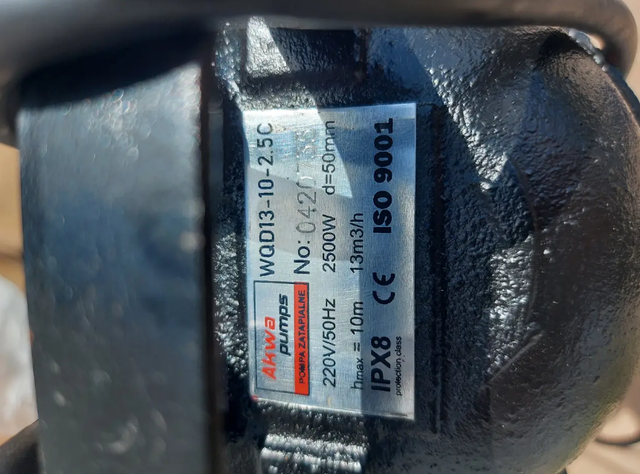 Akwa
pumps
POMPA ZATAPIALNE
WQD13-10-2.5C
No:
220V/50Hz 2500W d=50mm
hmax = 10m 13m3/h
IPX8 CE ISO 9001
protection class